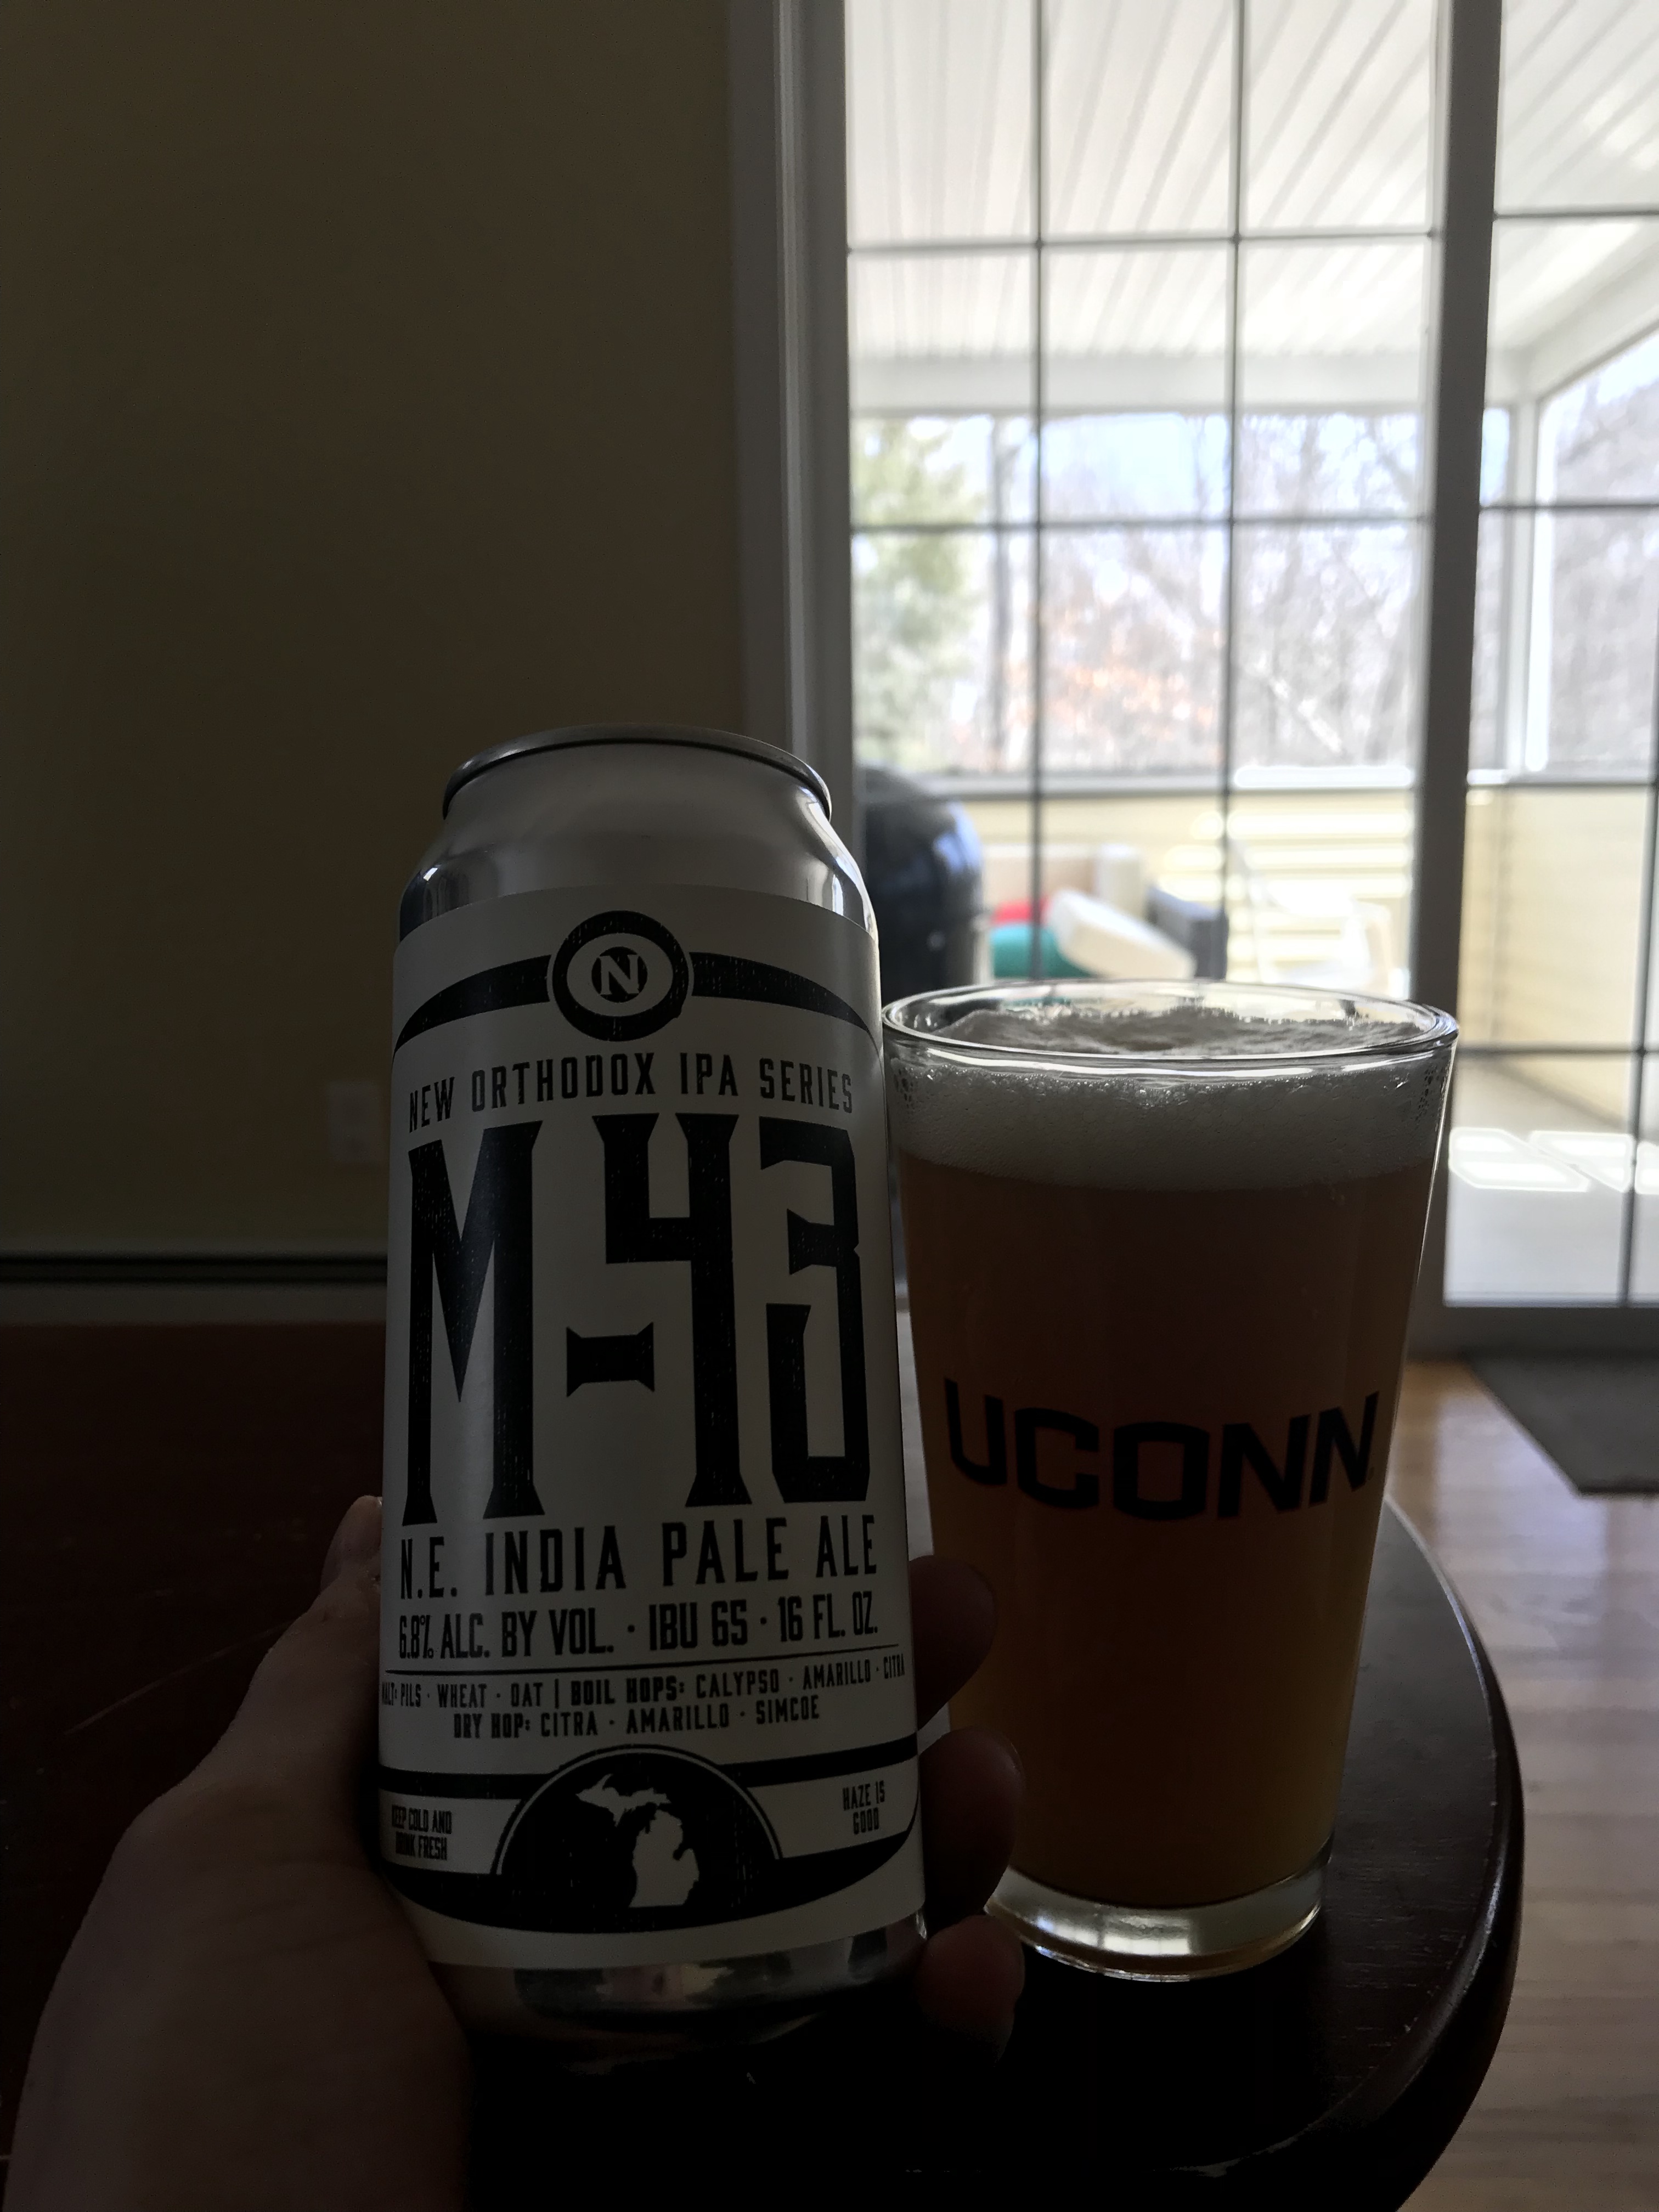 N
NEW ORTHODOX IPA SERIES
M-43
N.E. INDIA PALE ALE
6.8% ALC. BY VOL. · IBU 65 · 16 FL. OZ.
MALT: PILS · WHEAT · OAT | BOIL HOPS: CALYPSO · AMARILLO · CITRA
DRY HOP: CITRA · AMARILLO · SIMCOE
KEEP COLD AND
DRINK FRESH
HAZE IS
GOOD
UCONN